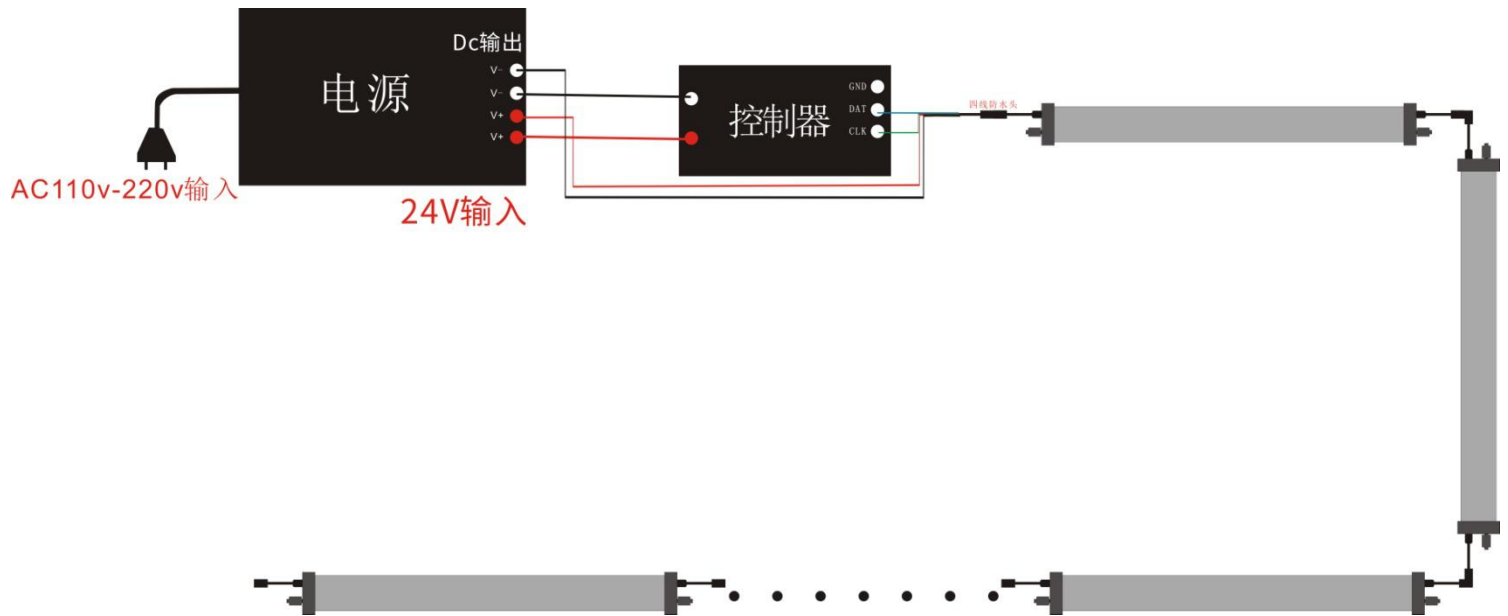 Dc输出
V-
V-
V+
V+
电源
AC110v-220v输入
24V输入
控制器
GND
DAT
CLK
四线防水头